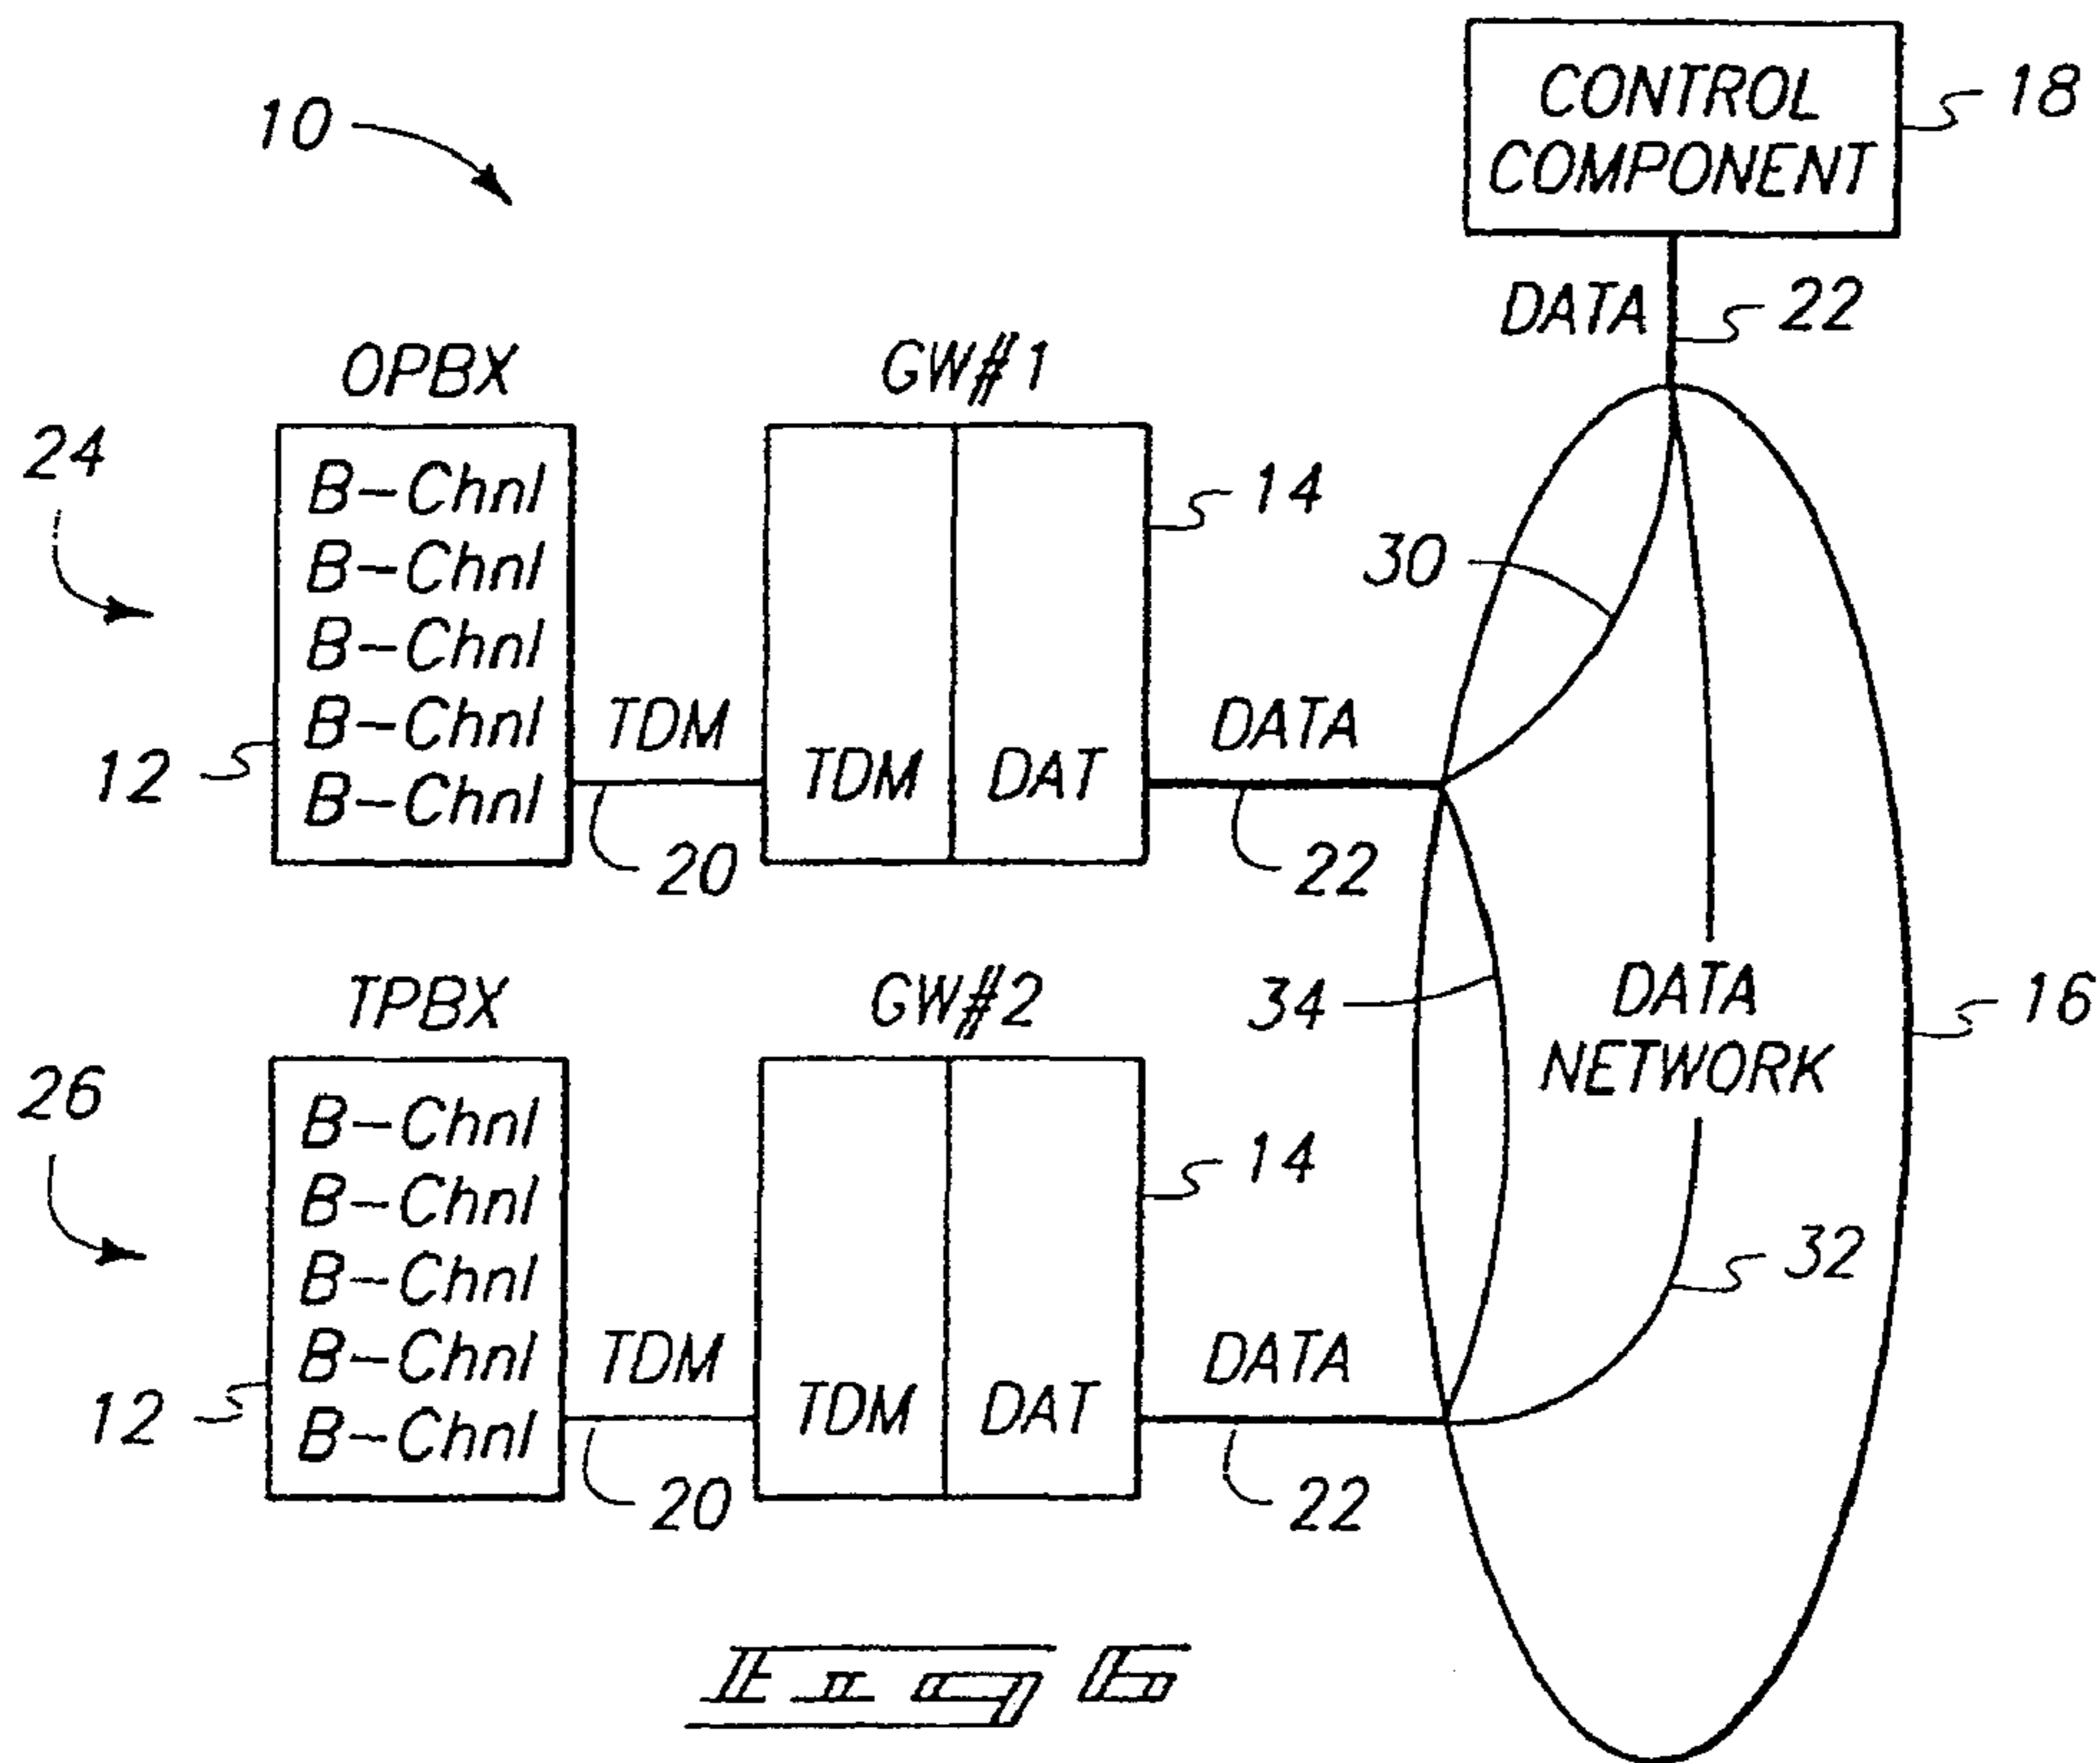 CONTROL
COMPONENT
18
10
DATA
22
OPBX
GW#1
24
B-Chnl
B-Chnl
B-Chnl
B-Chnl
B-Chnl
14
30
12
TDM
TDM
DAT
DATA
20
22
TPBX
GW#2
34
DATA
NETWORK
16
26
B-Chnl
B-Chnl
B-Chnl
B-Chnl
B-Chnl
14
32
12
TDM
TDM
DAT
DATA
20
22
Fig 6